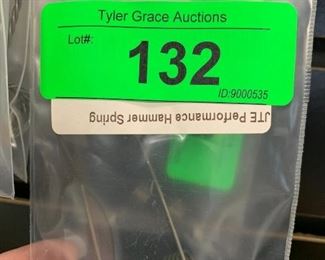 Tyler Grace Auctions
Lot#:
132
ID:9000535
JTE Performance Hammer Spring